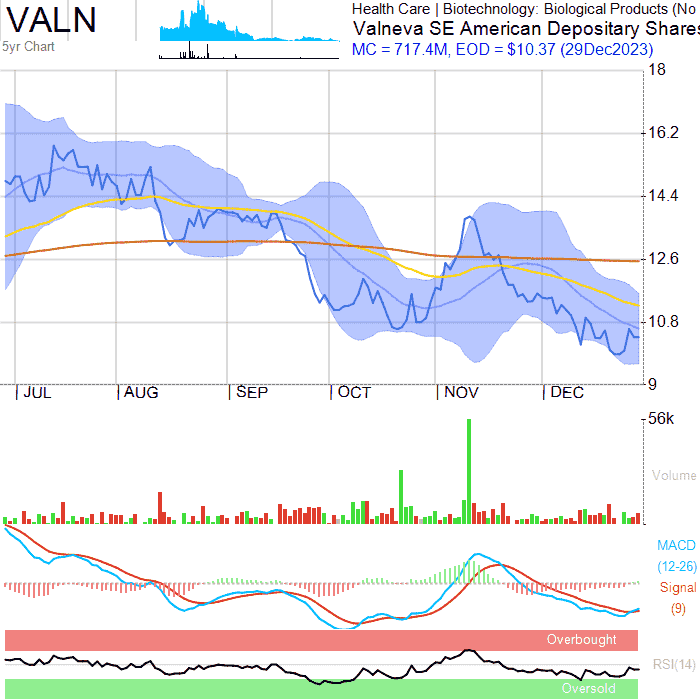 VALN
5yr Chart
Health Care | Biotechnology: Biological Products (No
Valneva SE American Depositary Shares
MC = 717.4M, EOD = $10.37 (29Dec2023)
18
16.2
14.4
12.6
10.8
9
JUL AUG SEP OCT NOV DEC
56k
Volume
MACD
(12-26)
Signal
(9)
Overbought
RSI(14)
Oversold